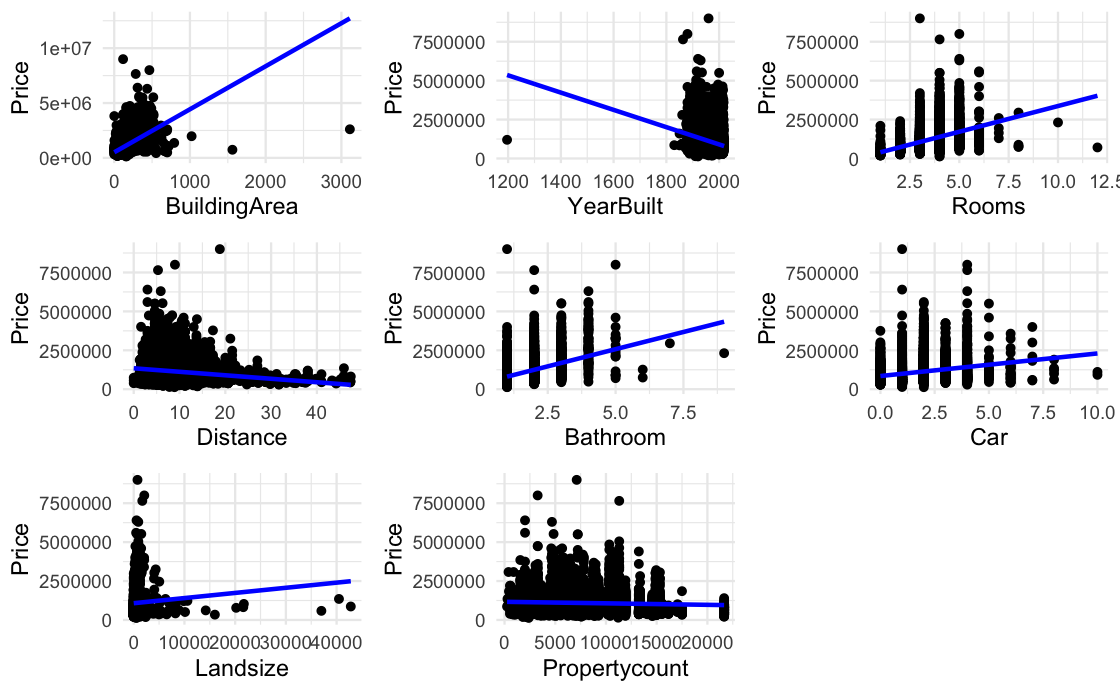 Price
1e+07
5e+06
0e+00
0 1000 2000 3000
BuildingArea
Price
7500000
5000000
2500000
0
1200 1400 1600 1800 2000
YearBuilt
Price
7500000
5000000
2500000
0
2.5 5.0 7.5 10.0 12.5
Rooms
Price
7500000
5000000
2500000
0
0 10 20 30 40
Distance
Price
7500000
5000000
2500000
0
2.5 5.0 7.5
Bathroom
Price
7500000
5000000
2500000
0
0.0 2.5 5.0 7.5 10.0
Car
Price
7500000
5000000
2500000
0
0 10000 20000 30000 40000
Landsize
Price
7500000
5000000
2500000
0
0 5000 10000 15000 20000
Propertycount